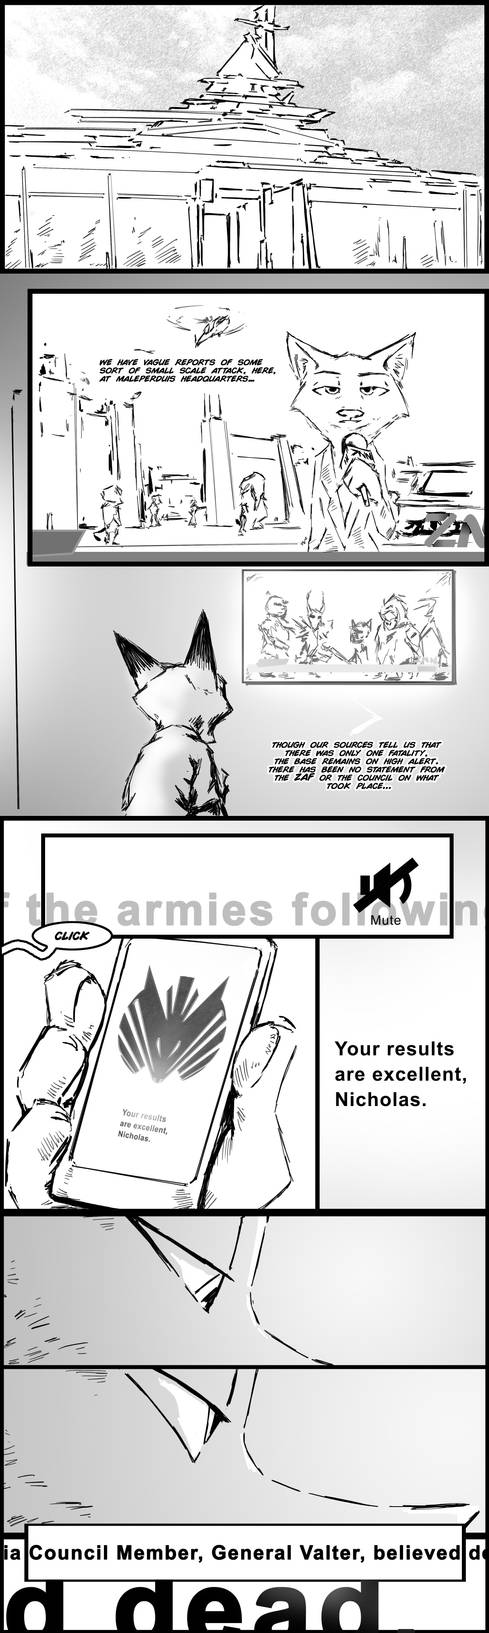 WE HAVE VAGUE REPORTS OF SOME
SORT OF SMALL SCALE ATTACK, HERE,
AT MALEPERDUIS HEADQUARTERS...
ZN
THOUGH OUR SOURCES TELL US THAT
THERE WAS ONLY ONE FATALITY,
THE BASE REMAINS ON HIGH ALERT.
THERE HAS BEEN NO STATEMENT FROM
THE ZAF OR THE COUNCIL ON WHAT
TOOK PLACE...
f the armies following
Mute
CLICK
Your results
are excellent,
Nicholas.
Your results
are excellent,
Nicholas.
ia Council Member, General Valter, believed de
d dead.